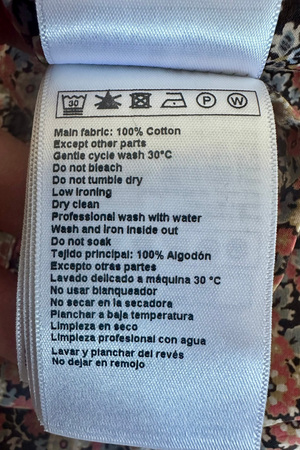 30 P W
Main fabric: 100% Cotton
Except other parts
Gentle cycle wash 30°C
Do not bleach
Do not tumble dry
Low ironing
Dry clean
Professional wash with water
Wash and iron inside out
Do not soak
Tejido principal: 100% Algodón
Excepto otras partes
Lavado delicado a máquina 30 °C
No usar blanqueador
No secar en la secadora
Planchar a baja temperatura
Limpieza en seco
Limpieza profesional con agua
Lavar y planchar del revés
No dejar en remojo